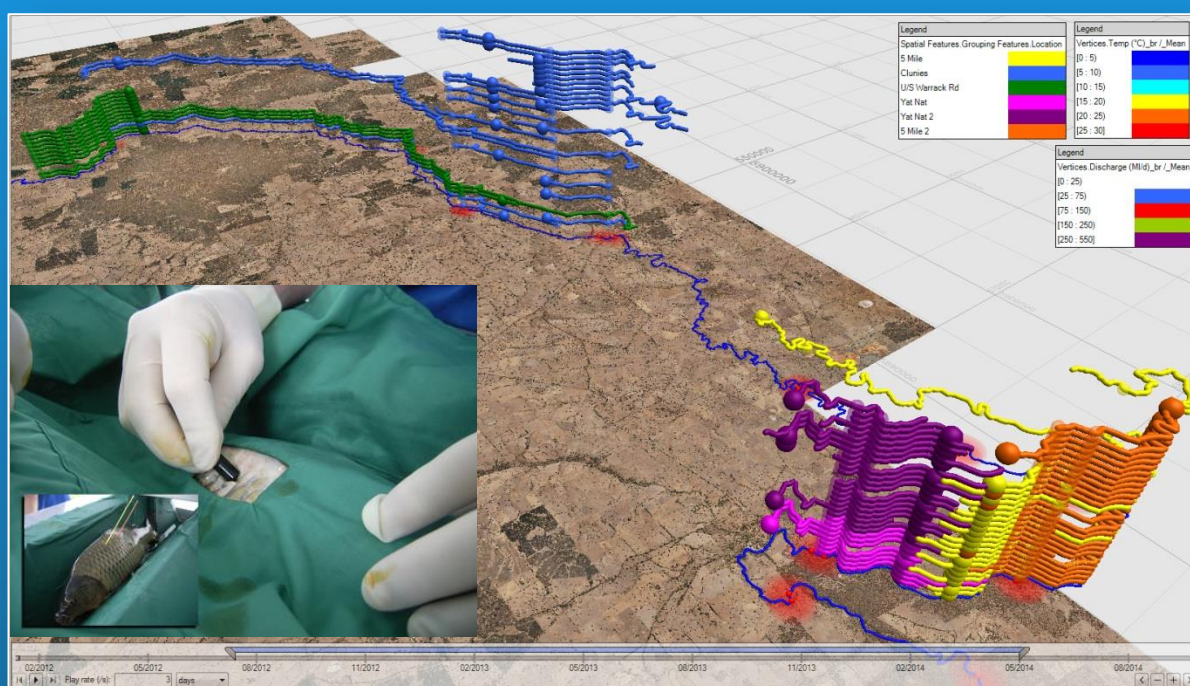 Legend
Spatial Features.Grouping Features.Location
5 Mile
Clunies
U/S Warrack Rd
Yat Nat
Yat Nat 2
5 Mile 2
Legend
Vertices.Temp (°C)_br /_Mean
[0 : 5)
[5 : 10)
[10 : 15)
[15 : 20)
[20 : 25)
[25 : 30]
Legend
Vertices.Discharge (Ml/d)_br /_Mean
[0 : 25)
[25 : 75)
[75 : 150)
[150 : 250)
[250 : 550]
5900000
02/2012 05/2012 08/2012 11/2012 02/2013 05/2013 08/2013 11/2013 02/2014 05/2014 08/2014
Play rate (/s): 3 days